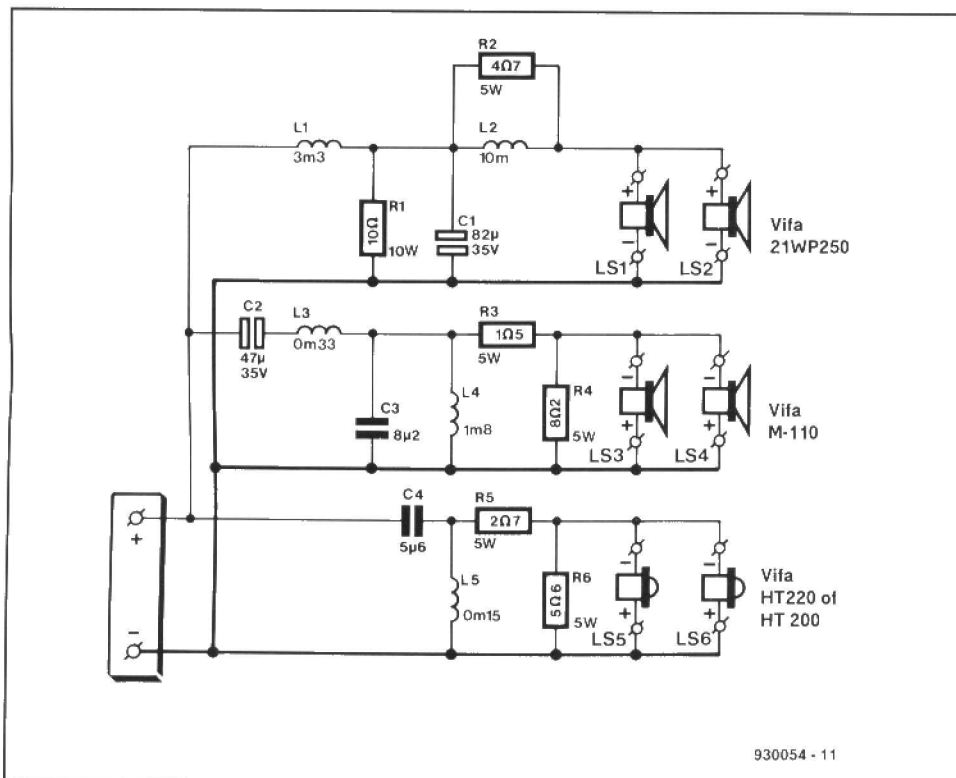 R2
4Ω7
5W
L1
3m3
L2
10m
R1
10Ω
10W
C1
82µ
35V
+
+
−
−
LS1
LS2
Vifa
21WP250
C2
47µ
35V
L3
0m33
R3
1Ω5
5W
C3
8µ2
L4
1m8
R4
8Ω2
5W
−
−
+
+
LS3
LS4
Vifa
M-110
C4
5µ6
R5
2Ω7
5W
L5
0m15
R6
5Ω6
5W
−
−
+
+
LS5
LS6
Vifa
HT220 of
HT 200
+
−
930054 - 11